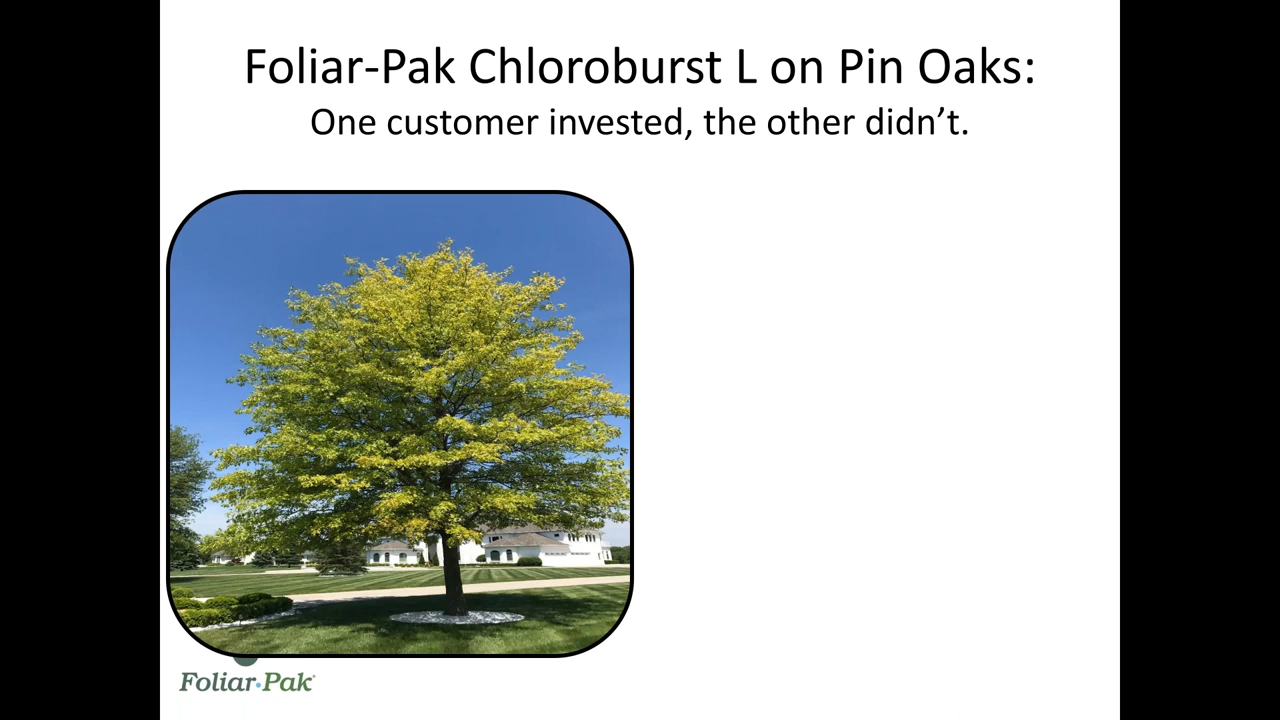 Foliar-Pak Chloroburst L on Pin Oaks:
One customer invested, the other didn’t.
Foliar·Pak